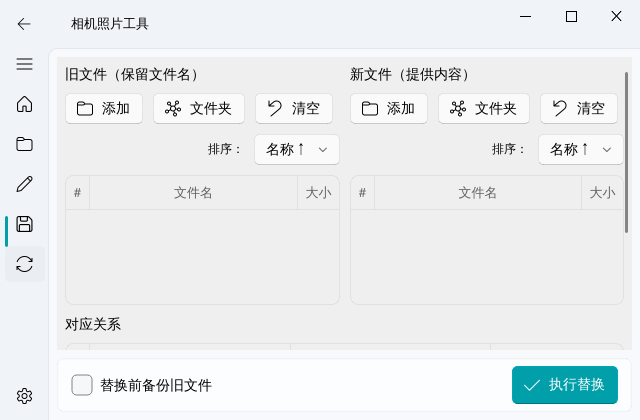 相机照片工具
旧文件（保留文件名）
新文件（提供内容）
添加 文件夹 清空
添加 文件夹 清空
排序： 名称 ↑
排序： 名称 ↑
# 文件名 大小
# 文件名 大小
对应关系
替换前备份旧文件
执行替换